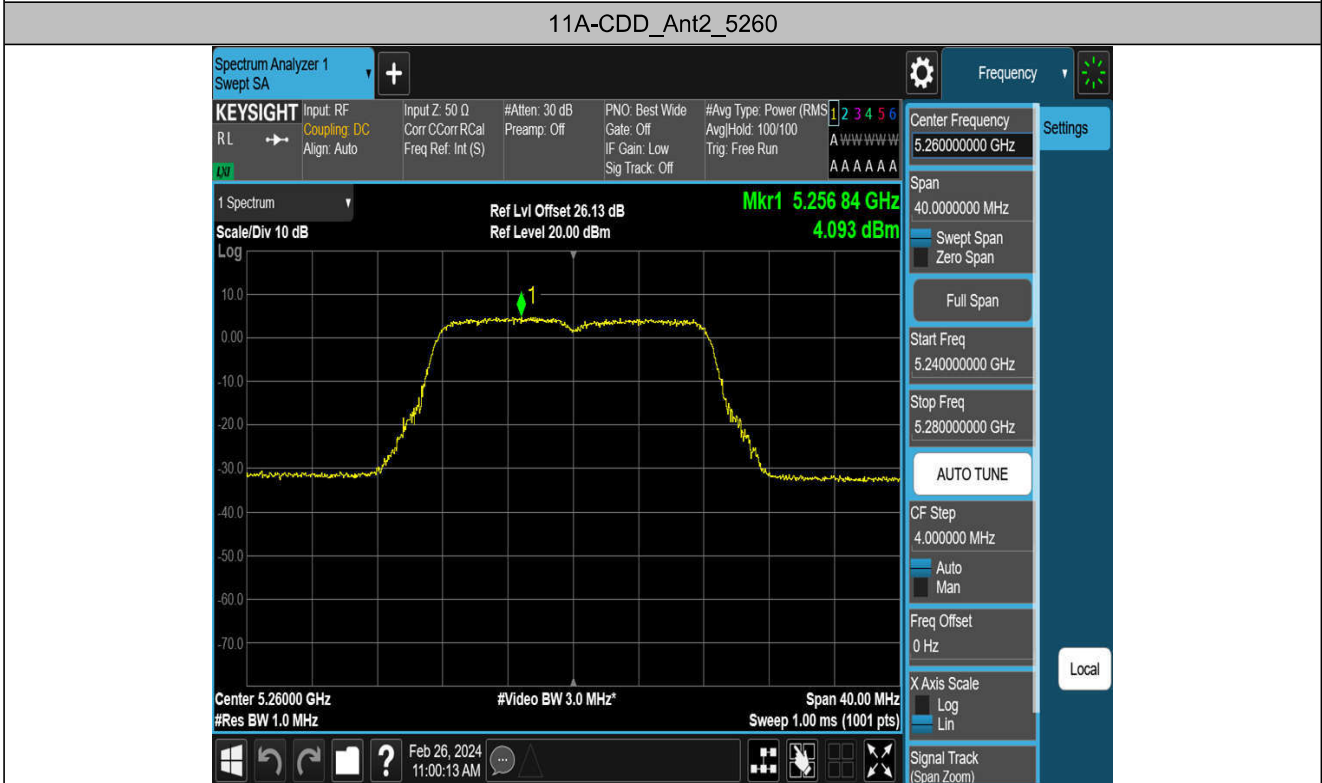 11A-CDD_Ant2_5260
Spectrum Analyzer 1
Swept SA
+
Frequency
KEYSIGHT
RL
LXI
Input: RF
Coupling: DC
Align: Auto
Input Z: 50 Ω
Corr CCorr RCal
Freq Ref: Int (S)
#Atten: 30 dB
Preamp: Off
PNO: Best Wide
Gate: Off
IF Gain: Low
Sig Track: Off
#Avg Type: Power (RMS
Avg|Hold: 100/100
Trig: Free Run
1 2 3 4 5 6
A W W W W W
A A A A A A
Center Frequency
5.260000000 GHz
Settings
Span
40.0000000 MHz
Swept Span
Zero Span
Full Span
Start Freq
5.240000000 GHz
Stop Freq
5.280000000 GHz
AUTO TUNE
CF Step
4.000000 MHz
Auto
Man
Freq Offset
0 Hz
X Axis Scale
Log
Lin
Signal Track
(Span Zoom)
Local
1 Spectrum
Scale/Div 10 dB
Log
Ref Lvl Offset 26.13 dB
Ref Level 20.00 dBm
Mkr1 5.256 84 GHz
4.093 dBm
1
10.0
0.00
-10.0
-20.0
-30.0
-40.0
-50.0
-60.0
-70.0
Center 5.26000 GHz
#Res BW 1.0 MHz
#Video BW 3.0 MHz*
Span 40.00 MHz
Sweep 1.00 ms (1001 pts)
?
Feb 26, 2024
11:00:13 AM